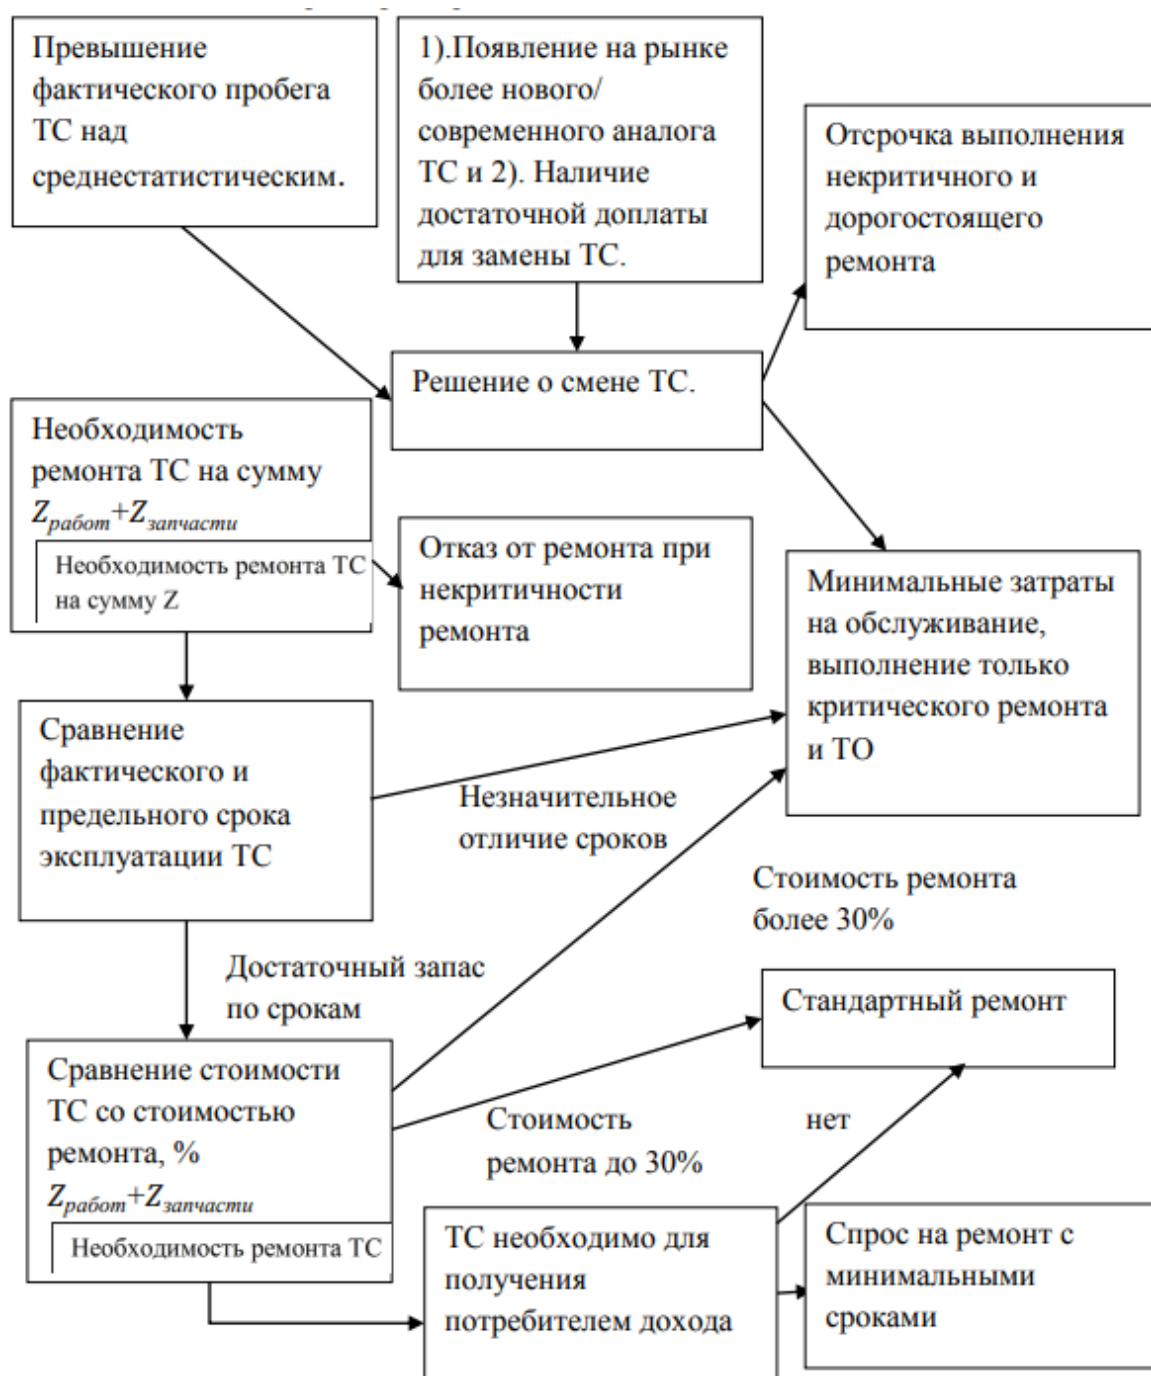 Превышение
фактического пробега
ТС над
среднестатистическим.
1).Появление на рынке
более нового/
современного аналога
ТС и 2). Наличие
достаточной доплаты
для замены ТС.
Отсрочка выполнения
некритичного и
дорогостоящего
ремонта
Решение о смене ТС.
Необходимость
ремонта ТС на сумму
Zработ+Zзапчасти
Необходимость ремонта ТС
на сумму Z
Отказ от ремонта при
некритичности
ремонта
Минимальные затраты
на обслуживание,
выполнение только
критического ремонта
и ТО
Сравнение
фактического и
предельного срока
эксплуатации ТС
Незначительное
отличие сроков
Стоимость ремонта
более 30%
Достаточный запас
по срокам
Стандартный ремонт
Сравнение стоимости
ТС со стоимостью
ремонта, %
Zработ+Zзапчасти
Необходимость ремонта ТС
Стоимость
ремонта до 30%
нет
ТС необходимо для
получения
потребителем дохода
Спрос на ремонт с
минимальными
сроками